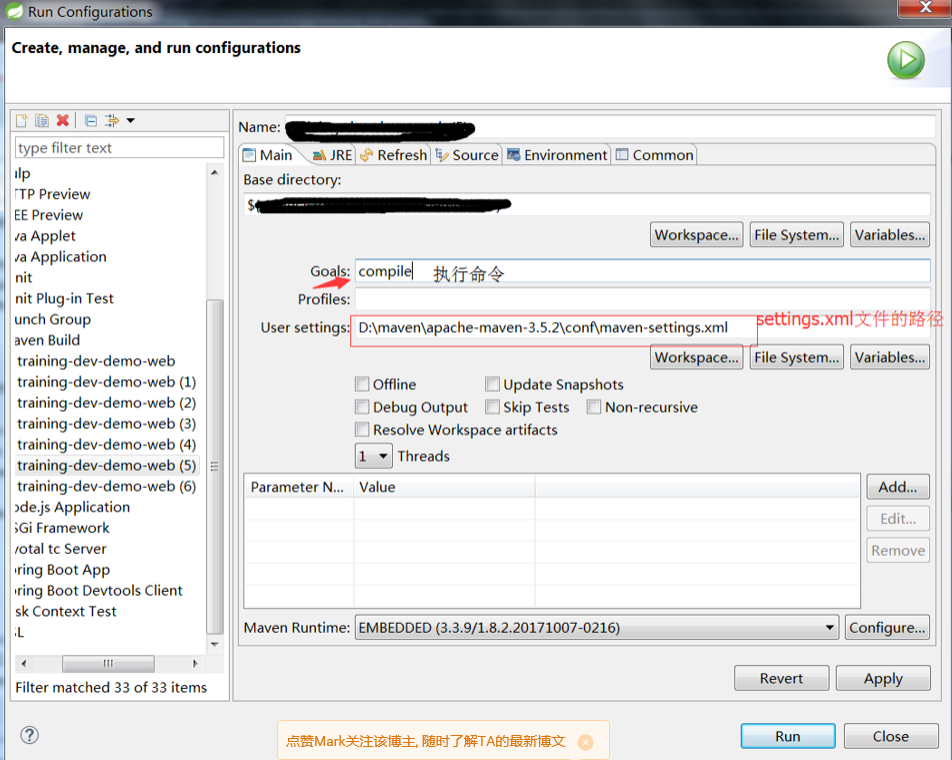 Run Configurations
Create, manage, and run configurations
type filter text
ulp
TTP Preview
EE Preview
va Applet
va Application
nit
nit Plug-in Test
unch Group
aven Build
training-dev-demo-web
training-dev-demo-web (1)
training-dev-demo-web (2)
training-dev-demo-web (3)
training-dev-demo-web (4)
training-dev-demo-web (5)
training-dev-demo-web (6)
ode.js Application
SGi Framework
votal tc Server
ring Boot App
ring Boot Devtools Client
sk Context Test
SL
Filter matched 33 of 33 items
Name:
Main JRE Refresh Source Environment Common
Base directory:
$
Workspace... File System... Variables...
Goals: compile 执行命令
Profiles:
User settings: D:\maven\apache-maven-3.5.2\conf\maven-settings.xml settings.xml文件的路径
Workspace... File System... Variables...
Offline Update Snapshots
Debug Output Skip Tests Non-recursive
Resolve Workspace artifacts
1 Threads
Parameter N... Value
Add...
Edit...
Remove
Maven Runtime: EMBEDDED (3.3.9/1.8.2.20171007-0216) Configure...
Revert Apply
点赞Mark关注该博主, 随时了解TA的最新博文
Run Close